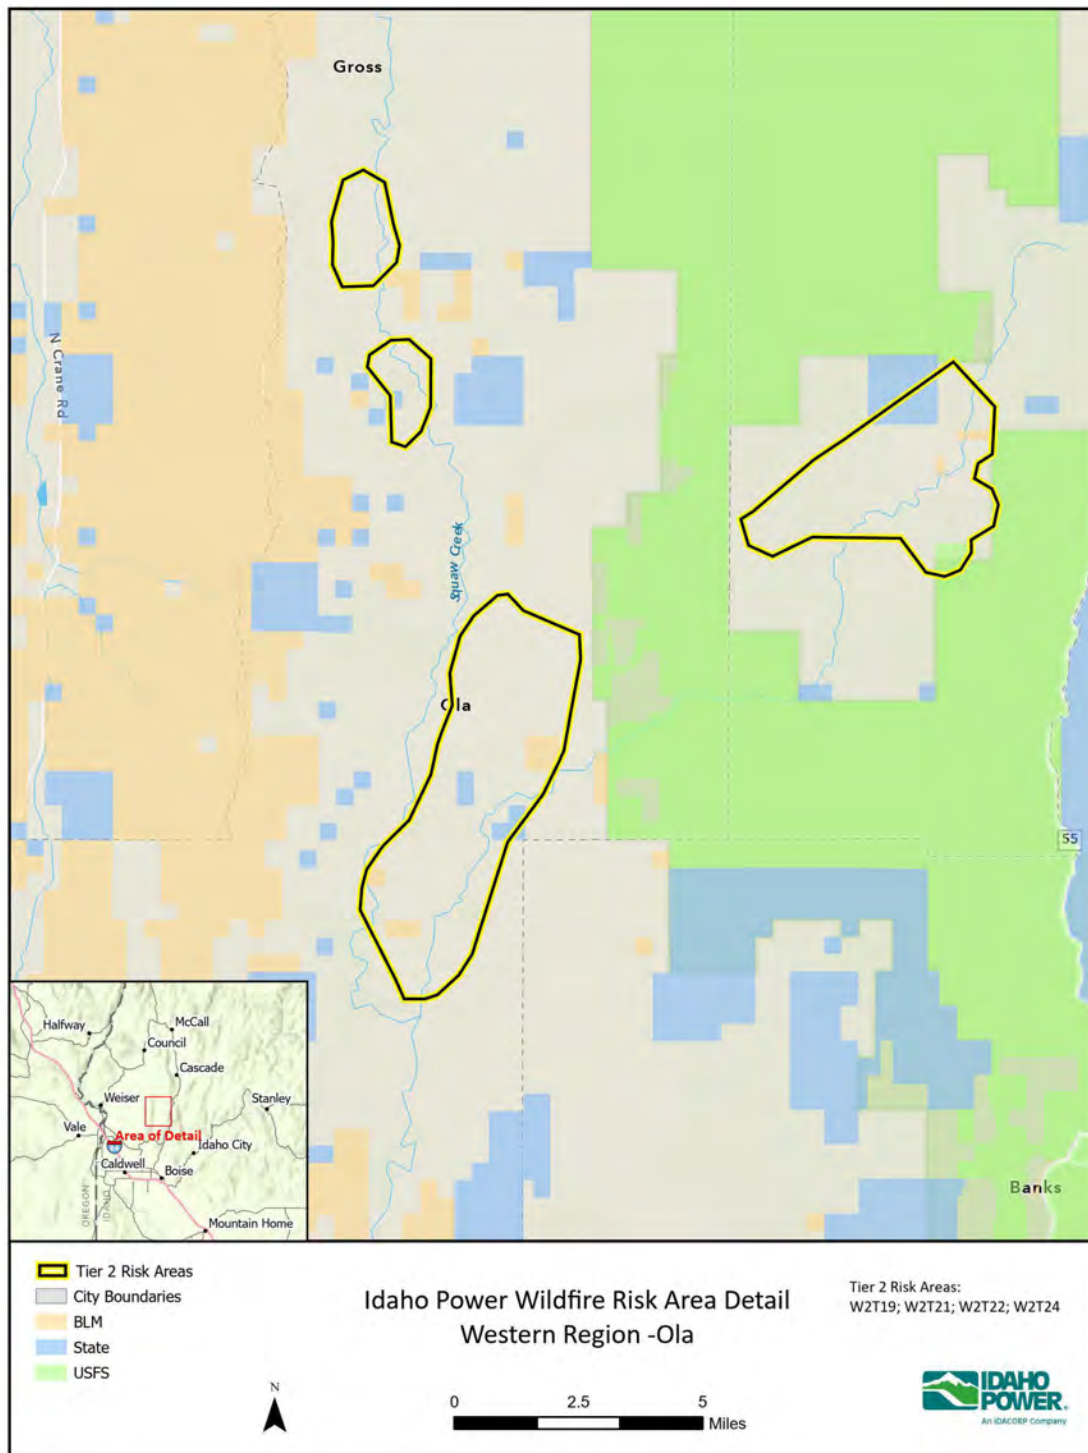 Gross
N Crane Rd
Squaw Creek
Ola
55
Banks
Halfway
McCall
Council
Cascade
Weiser
Stanley
Vale
Area of Detail
Idaho City
Caldwell
Boise
OREGON
IDAHO
Mountain Home
Tier 2 Risk Areas
City Boundaries
BLM
State
USFS
Idaho Power Wildfire Risk Area Detail
Western Region -Ola
Tier 2 Risk Areas:
W2T19; W2T21; W2T22; W2T24
N
0 2.5 5
Miles
IDAHO
POWER®
An IDACORP Company